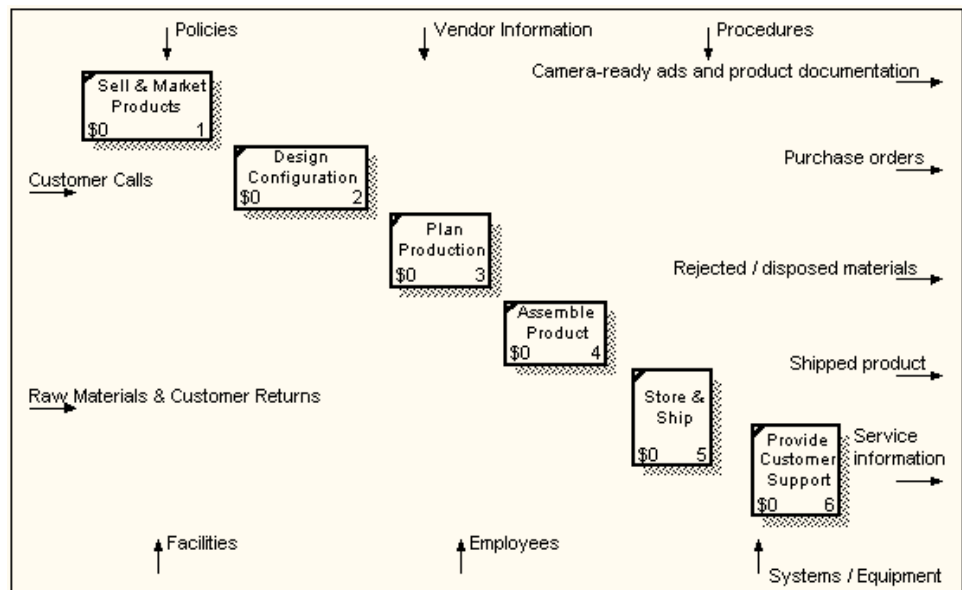 Policies
Vendor Information
Procedures
Camera-ready ads and product documentation
Sell & Market
Products
$0 1
Design
Configuration
$0 2
Purchase orders
Customer Calls
Plan
Production
$0 3
Rejected / disposed materials
Assemble
Product
$0 4
Shipped product
Raw Materials & Customer Returns
Store &
Ship
$0 5
Provide
Customer
Support
$0 6
Service
information
Facilities
Employees
Systems / Equipment